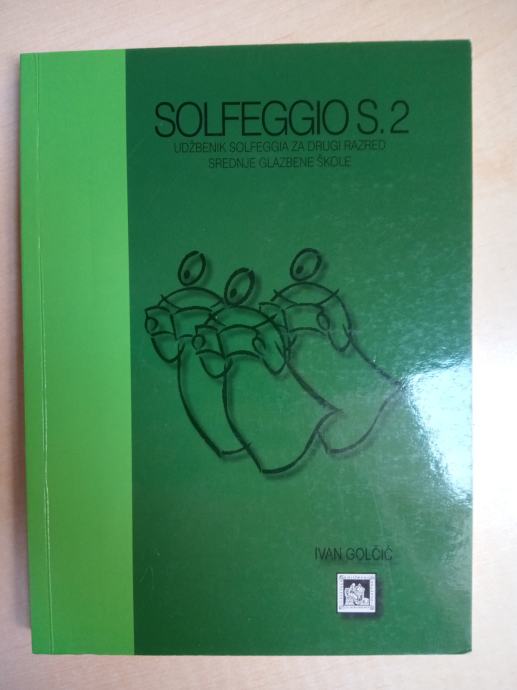 SOLFEGGIO S. 2
UDŽBENIK SOLFEGGIA ZA DRUGI RAZRED
SREDNJE GLAZBENE ŠKOLE
IVAN GOLČIĆ